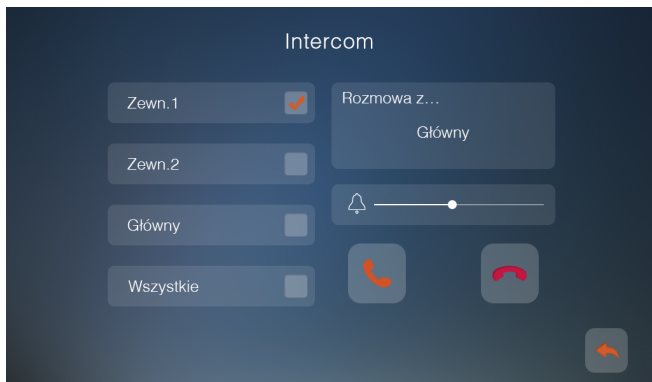 Intercom
Zewn.1
Zewn.2
Główny
Wszystkie
Rozmowa z...
Główny